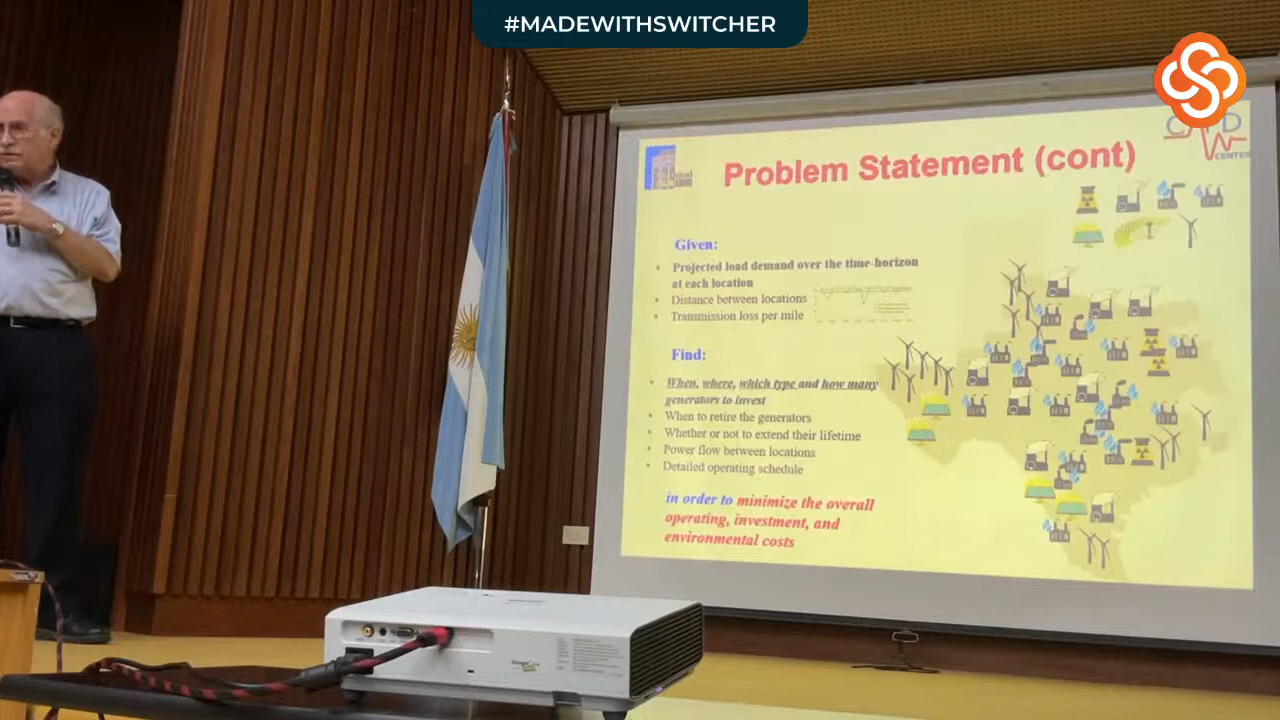 #MADEWITHSWITCHER
CAPD
CENTER
Problem Statement (cont)
Given:
• Projected load demand over the time-horizon
at each location
• Distance between locations
• Transmission loss per mile
Find:
• When, where, which type and how many
generators to invest
• When to retire the generators
• Whether or not to extend their lifetime
• Power flow between locations
• Detailed operating schedule
in order to minimize the overall
operating, investment, and
environmental costs